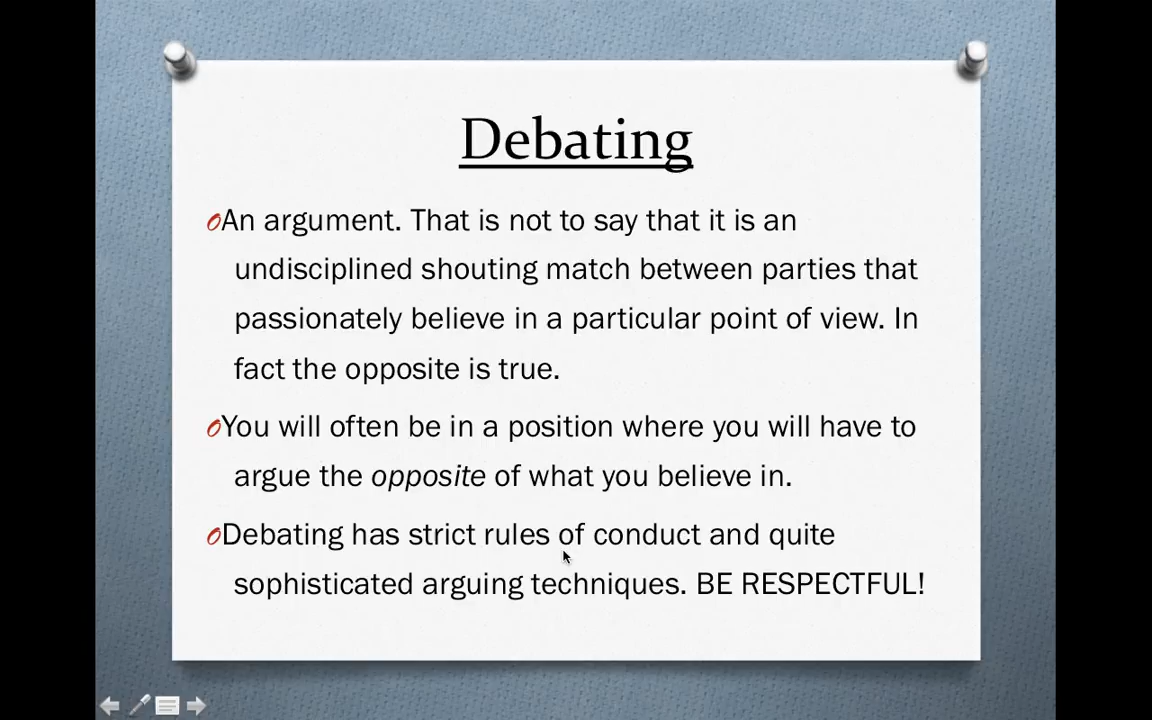 Debating
An argument. That is not to say that it is an
undisciplined shouting match between parties that
passionately believe in a particular point of view. In
fact the opposite is true.
You will often be in a position where you will have to
argue the opposite of what you believe in.
Debating has strict rules of conduct and quite
sophisticated arguing techniques. BE RESPECTFUL!